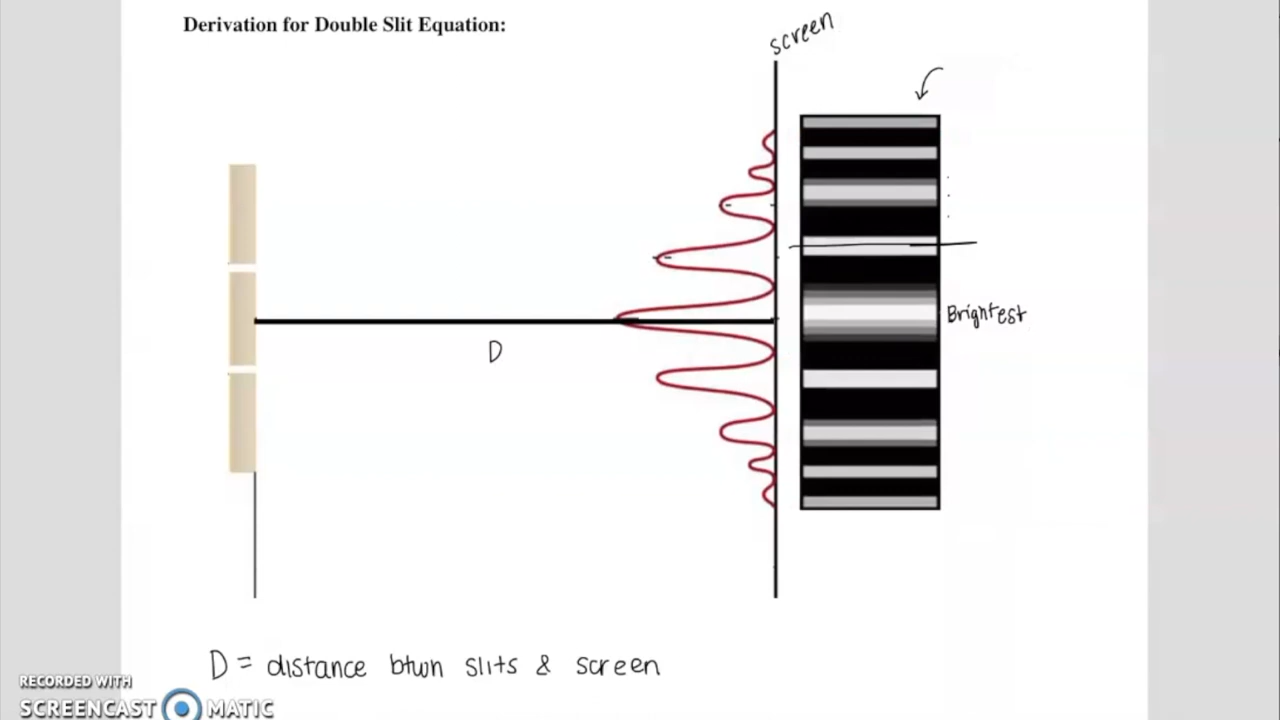 Derivation for Double Slit Equation:
screen
Brightest
D
D = distance btwn slits & screen
RECORDED WITH
SCREENCAST MATIC